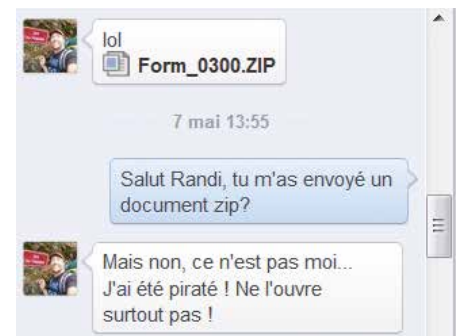 lol
Form_0300.ZIP
7 mai 13:55
Salut Randi, tu m'as envoyé un
document zip?
Mais non, ce n'est pas moi...
J'ai été piraté ! Ne l'ouvre
surtout pas !